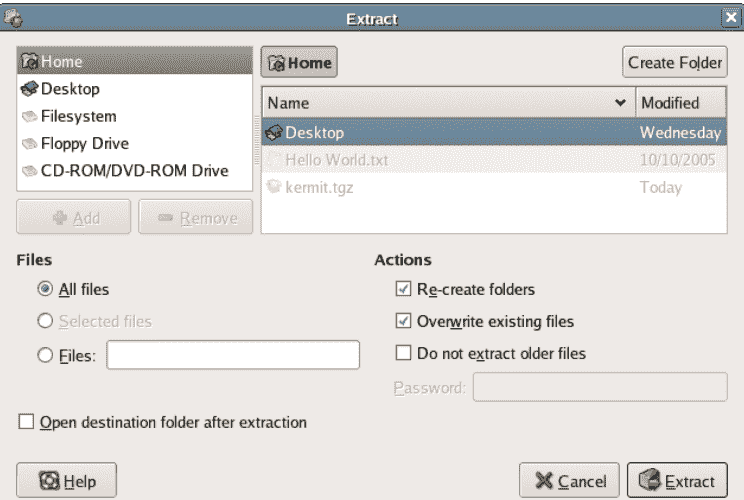 Extract
Home
Desktop
Filesystem
Floppy Drive
CD-ROM/DVD-ROM Drive
Add Remove
Home Create Folder
Name Modified
Desktop Wednesday
Hello World.txt 10/10/2005
kermit.tgz Today
Files
All files
Selected files
Files:
Actions
Re-create folders
Overwrite existing files
Do not extract older files
Password:
Open destination folder after extraction
Help Cancel Extract